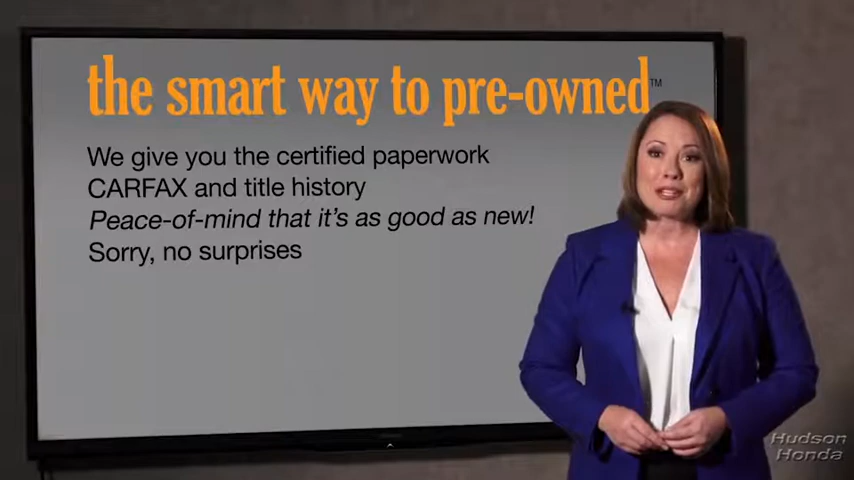 the smart way to pre-owned™
We give you the certified paperwork
CARFAX and title history
Peace-of-mind that it's as good as new!
Sorry, no surprises
Hudson
Honda